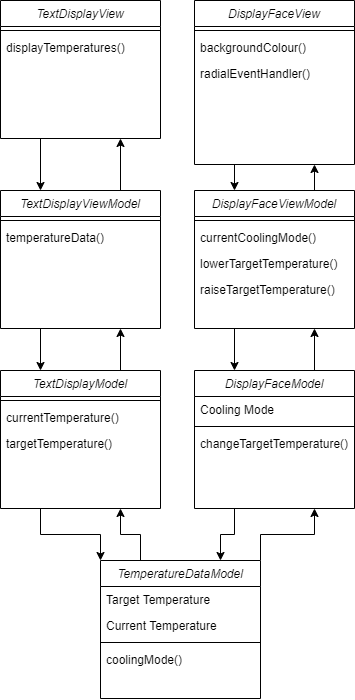 TextDisplayView
displayTemperatures()
DisplayFaceView
backgroundColour()
radialEventHandler()
TextDisplayViewModel
temperatureData()
DisplayFaceViewModel
currentCoolingMode()
lowerTargetTemperature()
raiseTargetTemperature()
TextDisplayModel
currentTemperature()
targetTemperature()
DisplayFaceModel
Cooling Mode
changeTargetTemperature()
TemperatureDataModel
Target Temperature
Current Temperature
coolingMode()